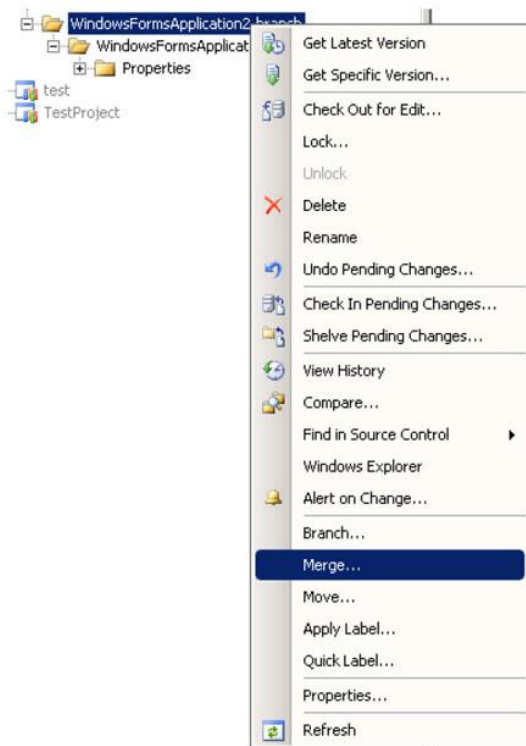 WindowsFormsApplication2-branch
WindowsFormsApplicat
Properties
test
TestProject
Get Latest Version
Get Specific Version...
Check Out for Edit...
Lock...
Unlock
Delete
Rename
Undo Pending Changes...
Check In Pending Changes...
Shelve Pending Changes...
View History
Compare...
Find in Source Control
Windows Explorer
Alert on Change...
Branch...
Merge...
Move...
Apply Label...
Quick Label...
Properties...
Refresh